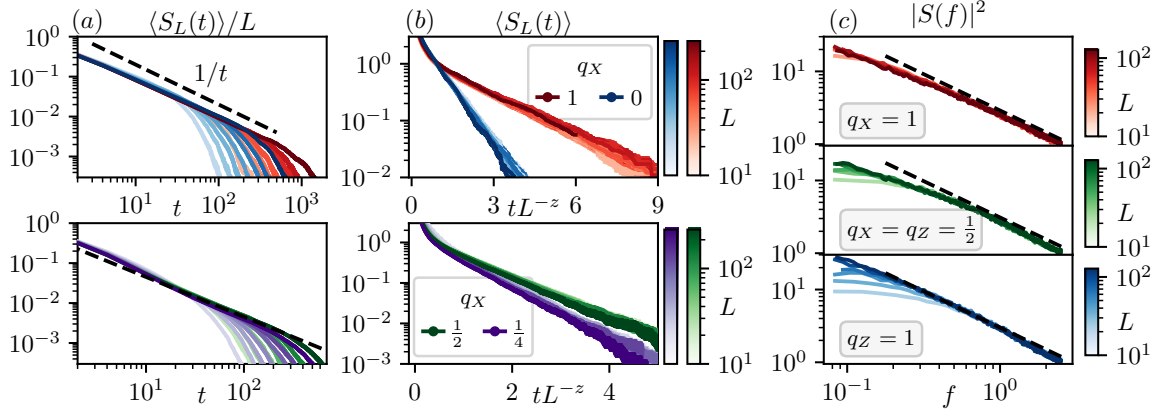 (a) ⟨S_L(t)⟩/L
10^0
10^{-1}
10^{-2}
10^{-3}
1/t
10^1 t 10^2 10^3
10^0
10^{-1}
10^{-2}
10^{-3}
10^1 t 10^2
(b) ⟨S_L(t)⟩
10^1
10^0
10^{-1}
10^{-2}
q_X
1 0
3 tL^{-z} 6 9
10^2
L
10^1
10^0
10^{-1}
10^{-2}
10^{-3}
q_X
1/2 1/4
0 2 tL^{-z} 4
10^2
L
10^1
(c) |S(f)|^2
10^1
10^0
q_X = 1
10^2
L
10^1
10^1
10^0
q_X = q_Z = 1/2
10^2
L
10^1
10^1
10^0
q_Z = 1
10^2
L
10^1
10^{-1} f 10^0